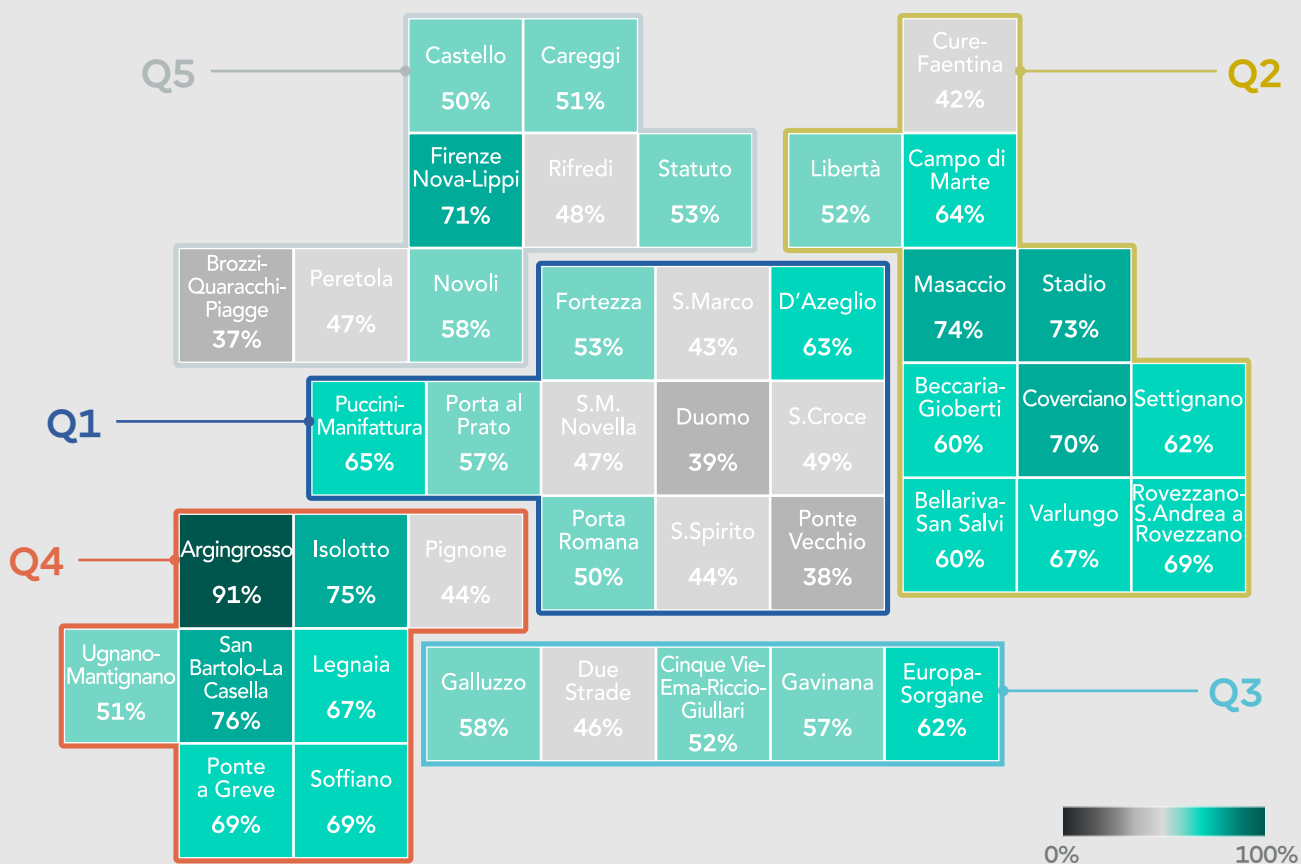 Q5
Castello
50%
Careggi
51%
Firenze
Nova-Lippi
71%
Rifredi
48%
Statuto
53%
Brozzi-
Quaracchi-
Piagge
37%
Peretola
47%
Novoli
58%
Q2
Cure-
Faentina
42%
Libertà
52%
Campo di
Marte
64%
Masaccio
74%
Stadio
73%
Beccaria-
Gioberti
60%
Coverciano
70%
Settignano
62%
Bellariva-
San Salvi
60%
Varlungo
67%
Rovezzano-
S.Andrea a
Rovezzano
69%
Q1
Fortezza
53%
S.Marco
43%
D'Azeglio
63%
Puccini-
Manifattura
65%
Porta al
Prato
57%
S.M.
Novella
47%
Duomo
39%
S.Croce
49%
Porta
Romana
50%
S.Spirito
44%
Ponte
Vecchio
38%
Q4
Argingrosso
91%
Isolotto
75%
Pignone
44%
Ugnano-
Mantignano
51%
San
Bartolo-La
Casella
76%
Legnaia
67%
Ponte
a Greve
69%
Soffiano
69%
Q3
Galluzzo
58%
Due
Strade
46%
Cinque Vie-
Ema-Riccio-
Giullari
52%
Gavinana
57%
Europa-
Sorgane
62%
0%
100%